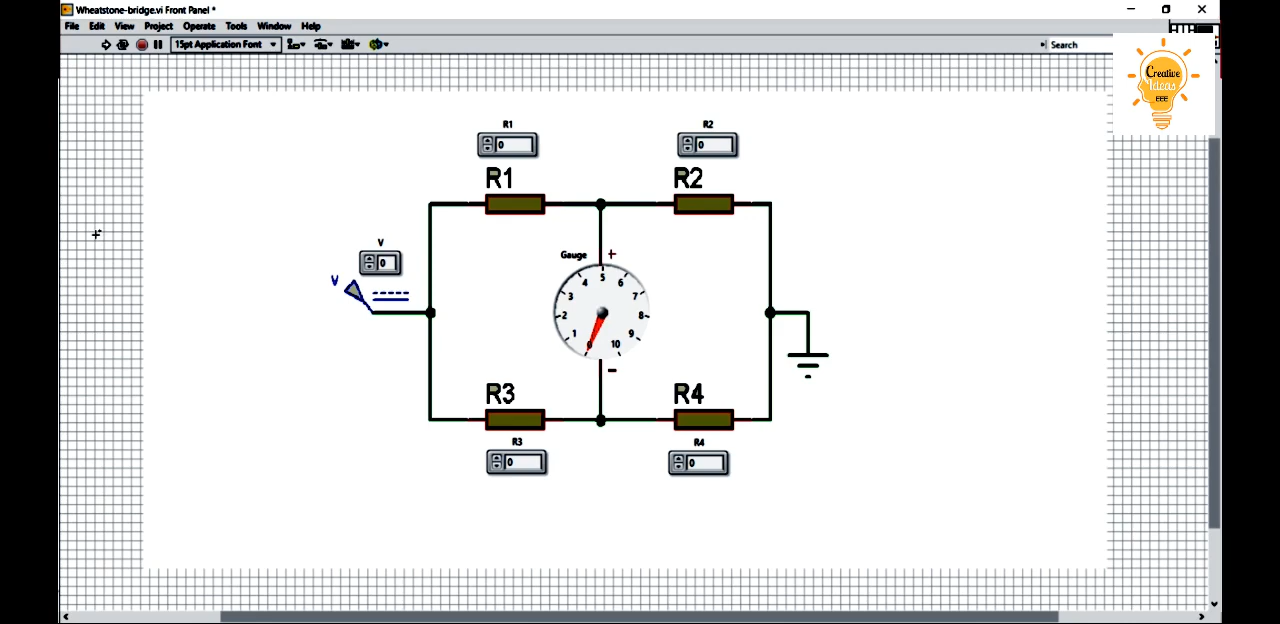 Wheatstone-bridge.vi Front Panel *
File Edit View Project Operate Tools Window Help
15pt Application Font
Search
Creative
Ideas
EEE
R1
0
R2
0
R1
R2
V
0
V
Gauge
+
0 1 2 3 4 5 6 7 8 9 10
-
R3
R4
R3
0
R4
0